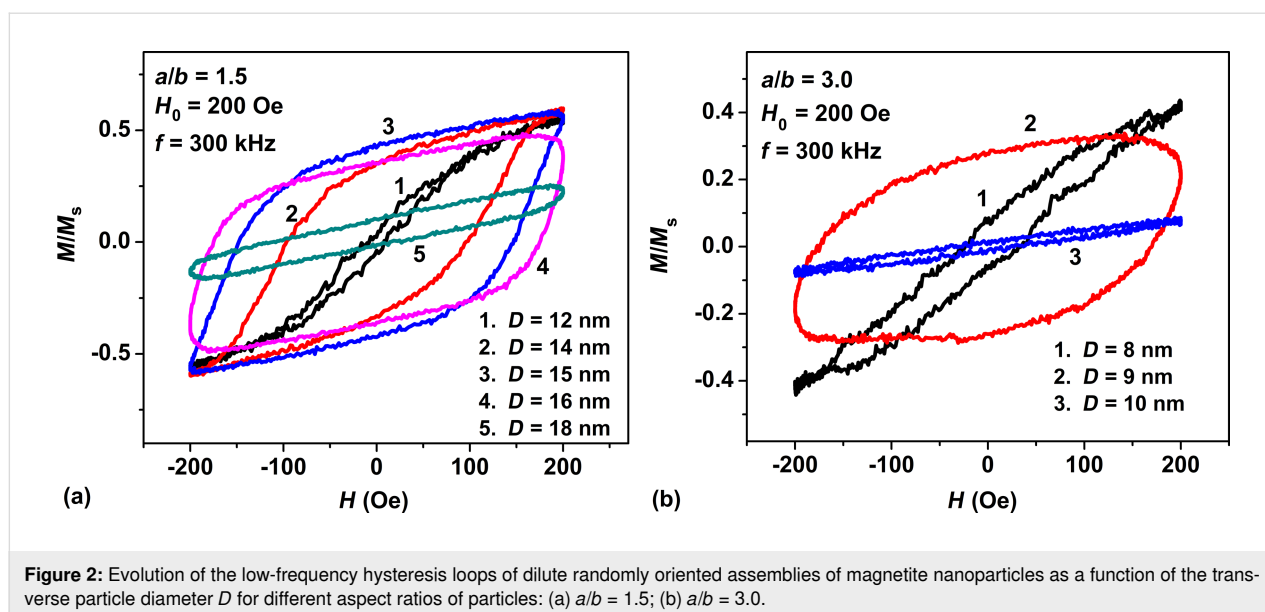 a/b = 1.5
H₀ = 200 Oe
f = 300 kHz
3
1
2
5
4
1. D = 12 nm
2. D = 14 nm
3. D = 15 nm
4. D = 16 nm
5. D = 18 nm
0.5
0.0
-0.5
M/Mₛ
-200 -100 0 100 200
H (Oe)
(a)
a/b = 3.0
H₀ = 200 Oe
f = 300 kHz
2
1
3
1. D = 8 nm
2. D = 9 nm
3. D = 10 nm
0.4
0.2
0.0
-0.2
-0.4
M/Mₛ
-200 -100 0 100 200
H (Oe)
(b)
Figure 2: Evolution of the low-frequency hysteresis loops of dilute randomly oriented assemblies of magnetite nanoparticles as a function of the trans-
verse particle diameter D for different aspect ratios of particles: (a) a/b = 1.5; (b) a/b = 3.0.